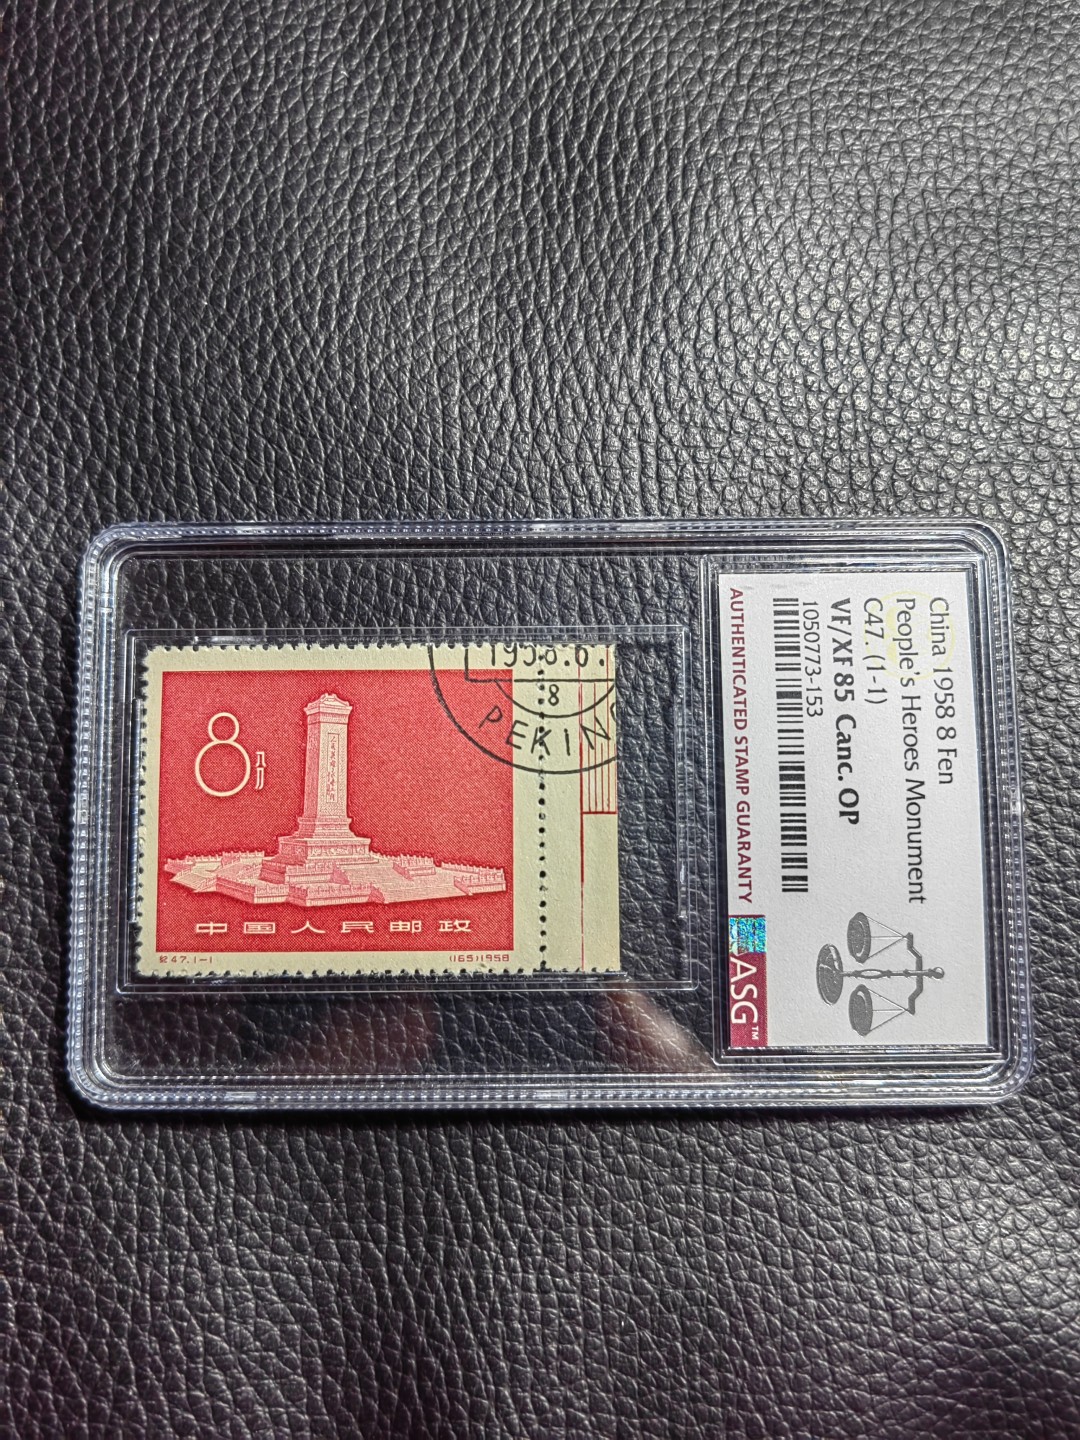 1958.6.
8
PEKIN
8分
中国人民邮政
纪47.1-1
(165)1958
China 1958 8 Fen
People's Heroes Monument
C47. (1-1)
VF/XF 85 Canc. OP
1050773-153
AUTHENTICATED STAMP GUARANTY
ASG™